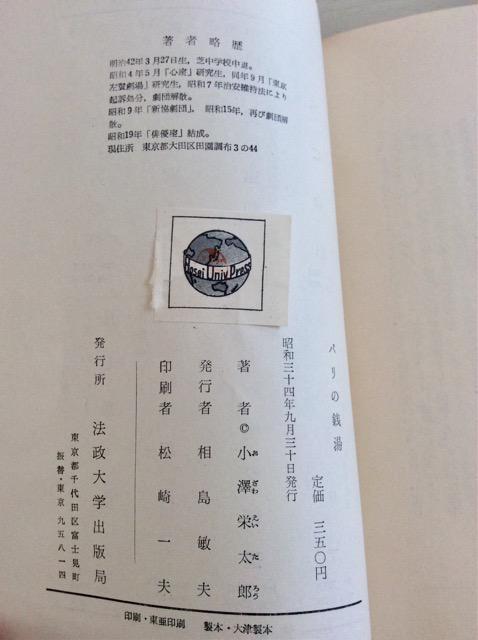 著者略歴
明治42年3月27日生，芝中学校中退。
昭和4年5月『心座』研究生，同年9月『東京
左翼劇場』研究生，昭和7年治安維持法により
起訴処分，劇団解散。
昭和9年『新協劇団』，昭和15年，再び劇団解
散。
昭和19年『俳優座』結成。
現住所 東京都大田区田園調布3の44
Hosei Univ. Press
パリの銭湯
定価 三五〇円
昭和三十四年九月三十日発行
著者© 小澤栄太郎
お ざわ えい た ろう
発行者 相島敏夫
印刷者 松崎一夫
発行所 法政大学出版局
東京都千代田区富士見町
振替・東京 九五八一四
印刷・東亜印刷 製本・大津製本